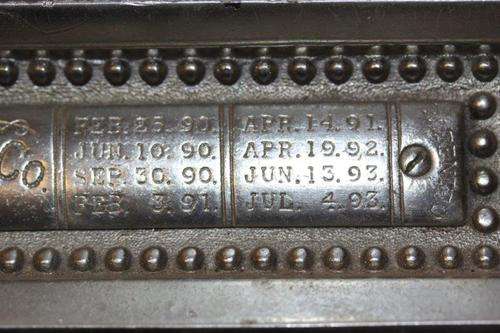 Co.
FEB. 25. 90.
JUN. 10. 90.
SEP. 30. 90.
FEB. 3. 91.
APR. 14. 91.
APR. 19. 92.
JUN. 13. 93.
JUL. 4. 93.